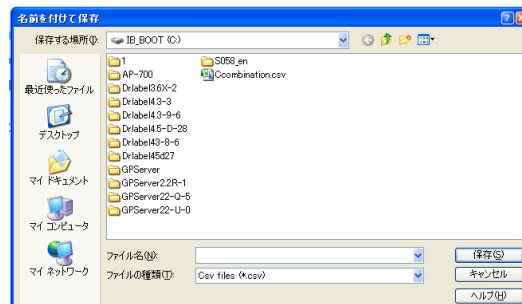 名前を付けて保存
保存する場所(I):
IB_BOOT (C:)
最近使ったファイル
デスクトップ
マイ ドキュメント
マイ コンピュータ
マイ ネットワーク
1
AP-700
Drlabel3.6X-2
Drlabel4.3-3
Drlabel4.3-9-6
Drlabel4.5-D-28
Drlabel43-8-6
Drlabel45d27
GPServer
GPServer2.2R-1
GPServer22-Q-5
GPServer22-U-0
S058_en
Ccombination.csv
ファイル名(N):
保存(S)
ファイルの種類(T):
Csv files (*.csv)
キャンセル
ヘルプ(H)